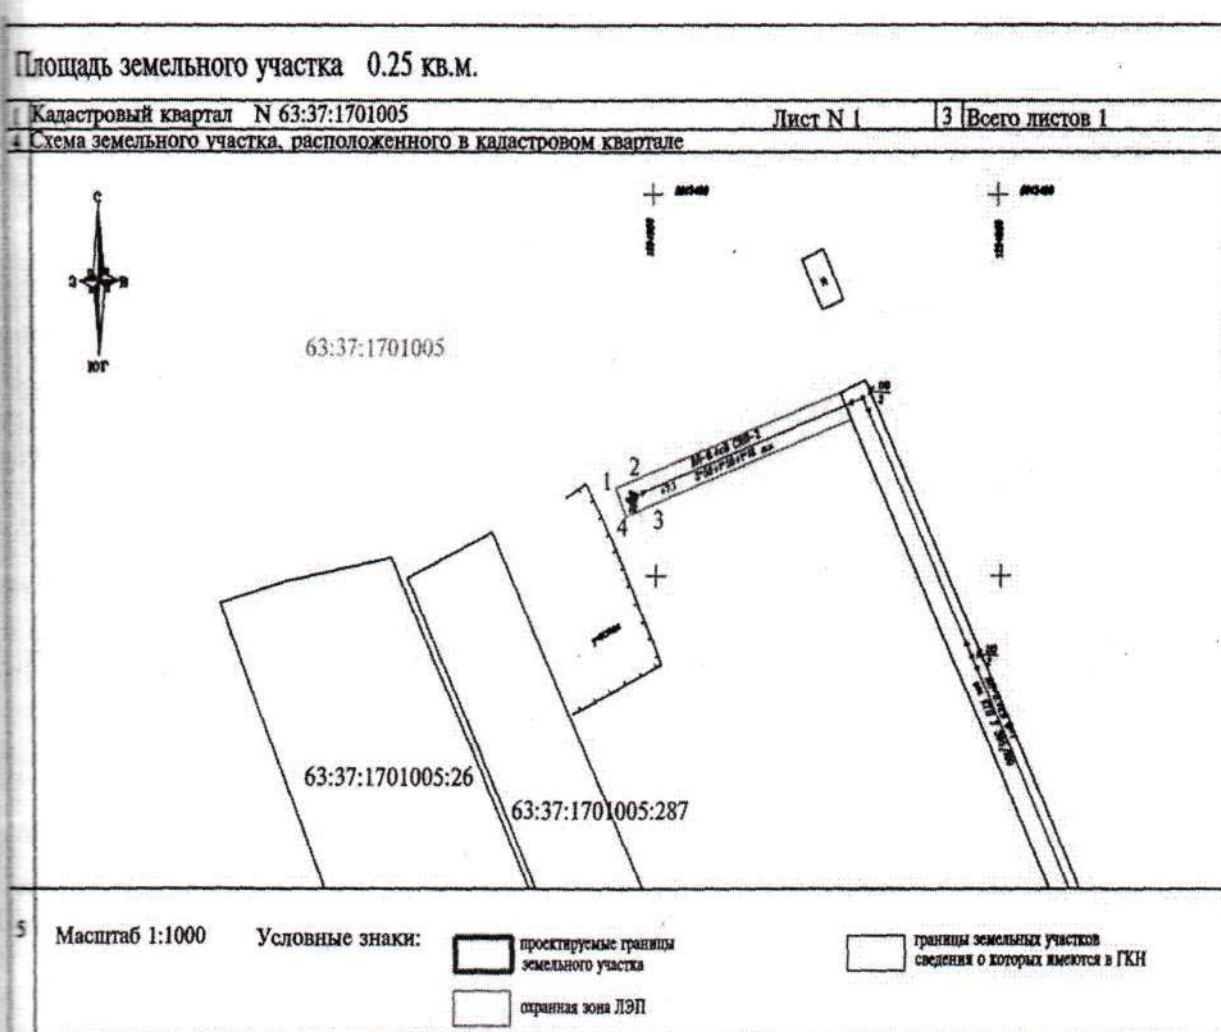 Площадь земельного участка 0.25 кв.м.
1 Кадастровый квартал N 63:37:1701005 Лист N 1 3 Всего листов 1
4 Схема земельного участка, расположенного в кадастровом квартале
С
З В
ЮГ
63:37:1701005
1 2
4 3
участок
63:37:1701005:26
63:37:1701005:287
5 Масштаб 1:1000 Условные знаки:
проектируемые границы
земельного участка
границы земельных участков
сведения о которых имеются в ГКН
охранная зона ЛЭП